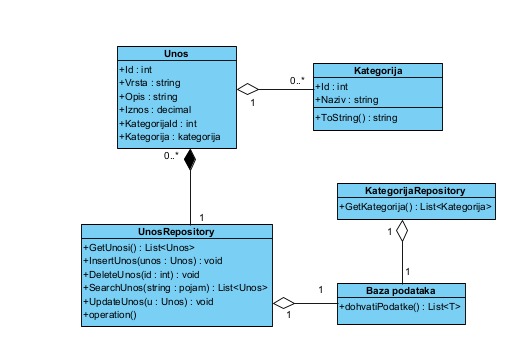 Unos
+Id : int
+Vrsta : string
+Opis : string
+Iznos : decimal
+KategorijaId : int
+Kategorija : kategorija
1
0..*
Kategorija
+Id : int
+Naziv : string
+ToString() : string
0..*
1
UnosRepository
+GetUnosi() : List<Unos>
+InsertUnos(unos : Unos) : void
+DeleteUnos(id : int) : void
+SearchUnos(string : pojam) : List<Unos>
+UpdateUnos(u : Unos) : void
+operation()
KategorijaRepository
+GetKategorija() : List<Kategorija>
1
1
1
1
Baza podataka
+dohvatiPodatke() : List<T>